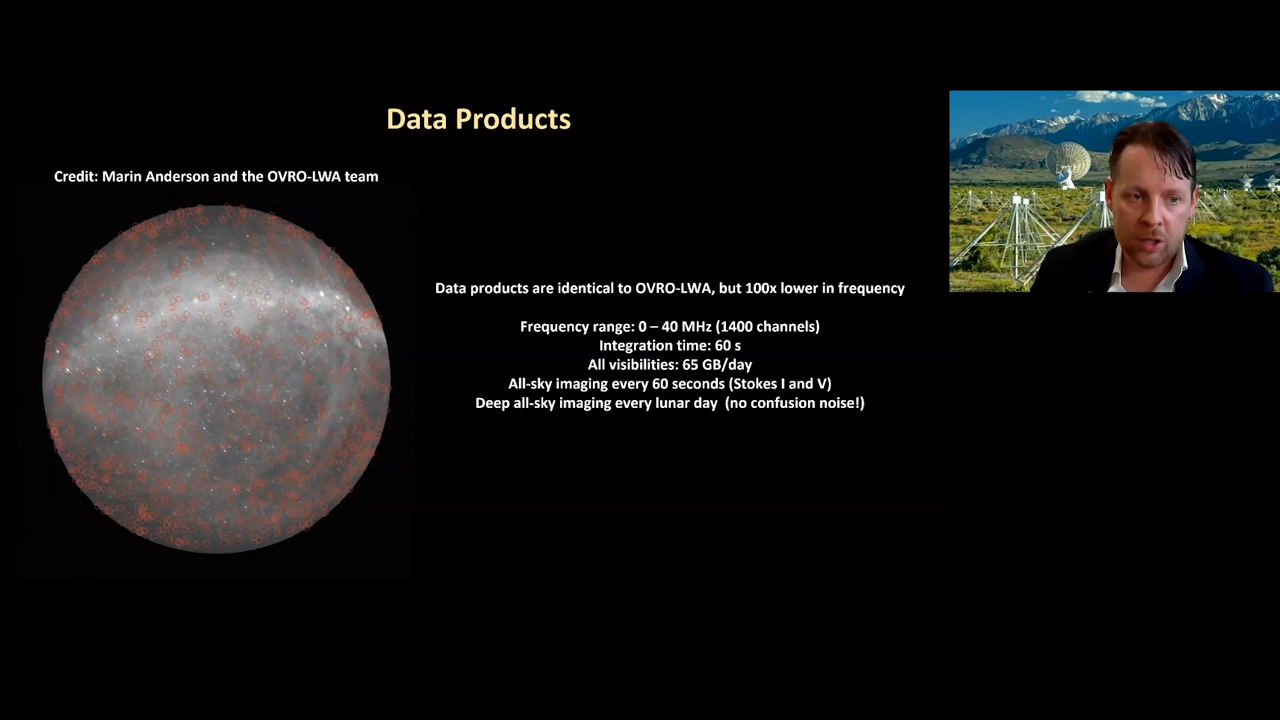 Data Products
Credit: Marin Anderson and the OVRO-LWA team
Data products are identical to OVRO-LWA, but 100x lower in frequency
Frequency range: 0 – 40 MHz (1400 channels)
Integration time: 60 s
All visibilities: 65 GB/day
All-sky imaging every 60 seconds (Stokes I and V)
Deep all-sky imaging every lunar day (no confusion noise!)